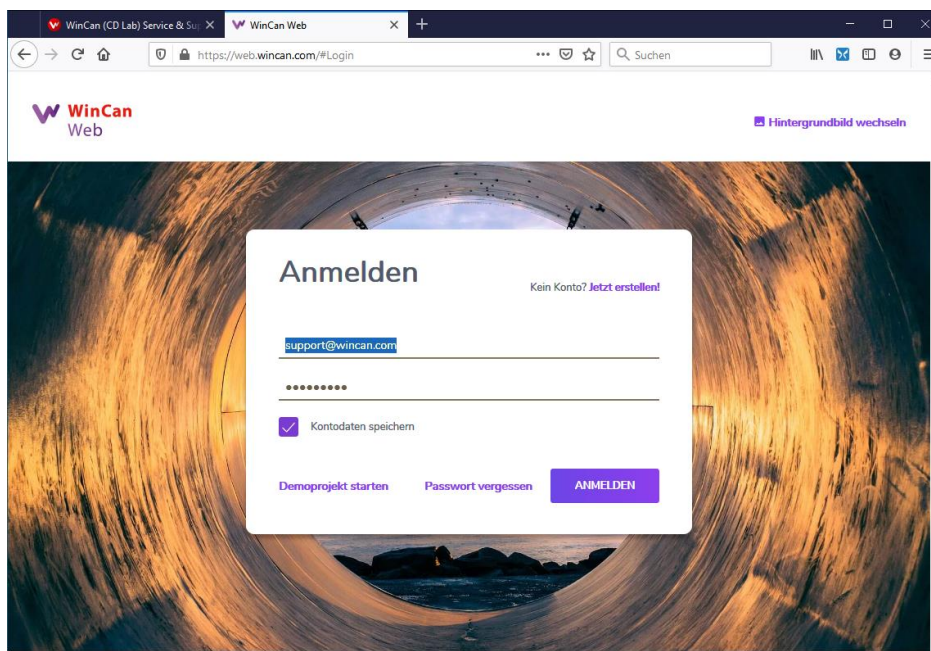 WinCan (CD Lab) Service & Sup
WinCan Web
https://web.wincan.com/#Login
Suchen
WinCan
Web
Hintergrundbild wechseln
Anmelden
Kein Konto? Jetzt erstellen!
support@wincan.com
Kontodaten speichern
Demoprojekt starten
Passwort vergessen
ANMELDEN